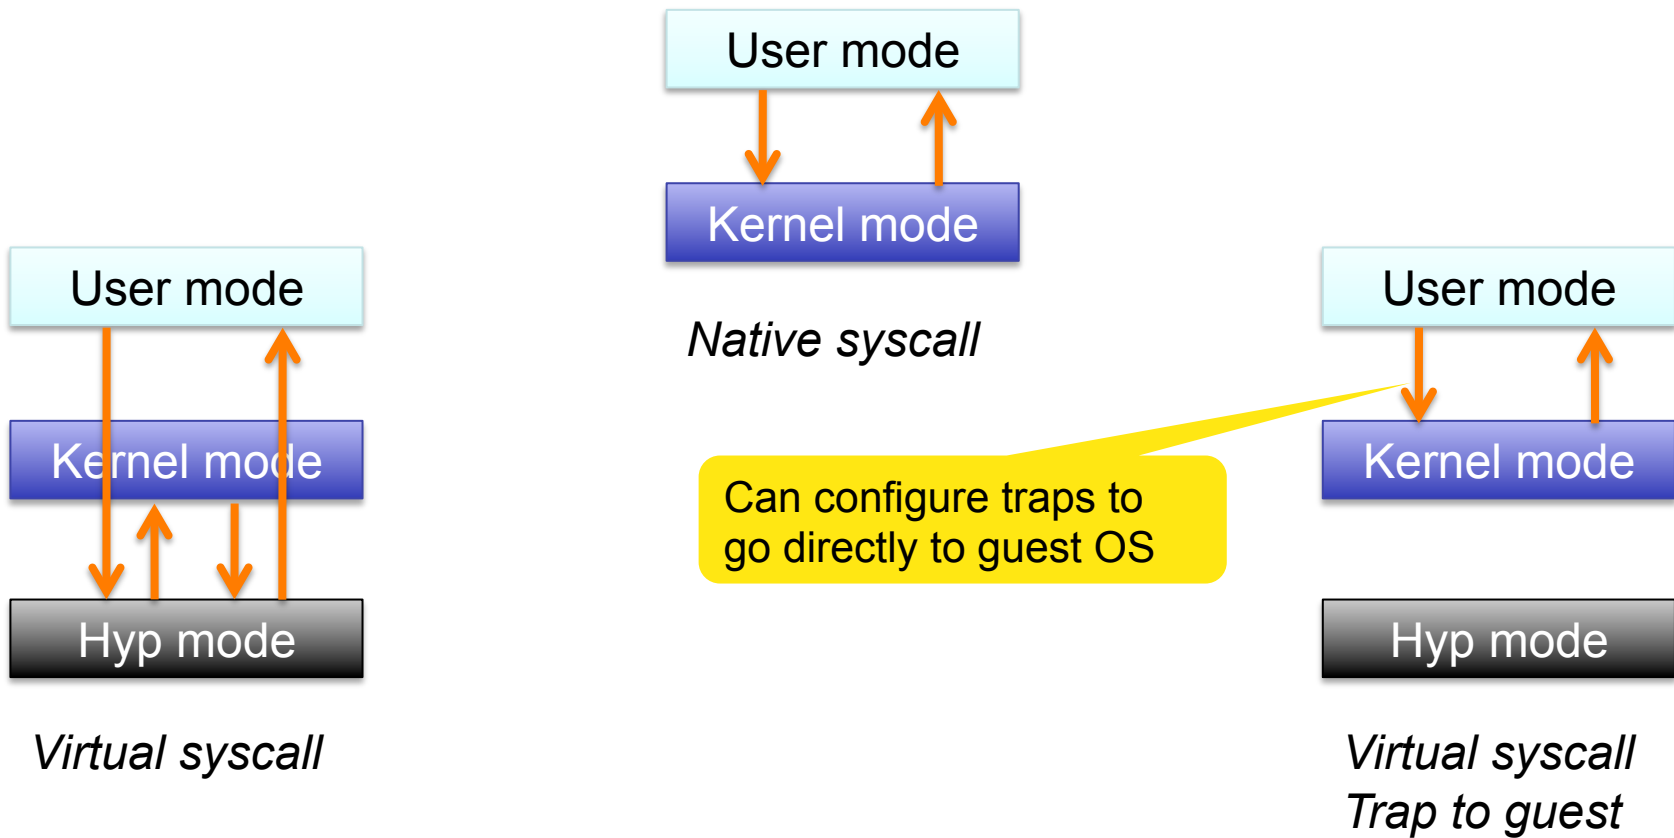 User mode
Kernel mode
Native syscall
User mode
Kernel mode
Hyp mode
Virtual syscall
Can configure traps to
go directly to guest OS
User mode
Kernel mode
Hyp mode
Virtual syscall
Trap to guest